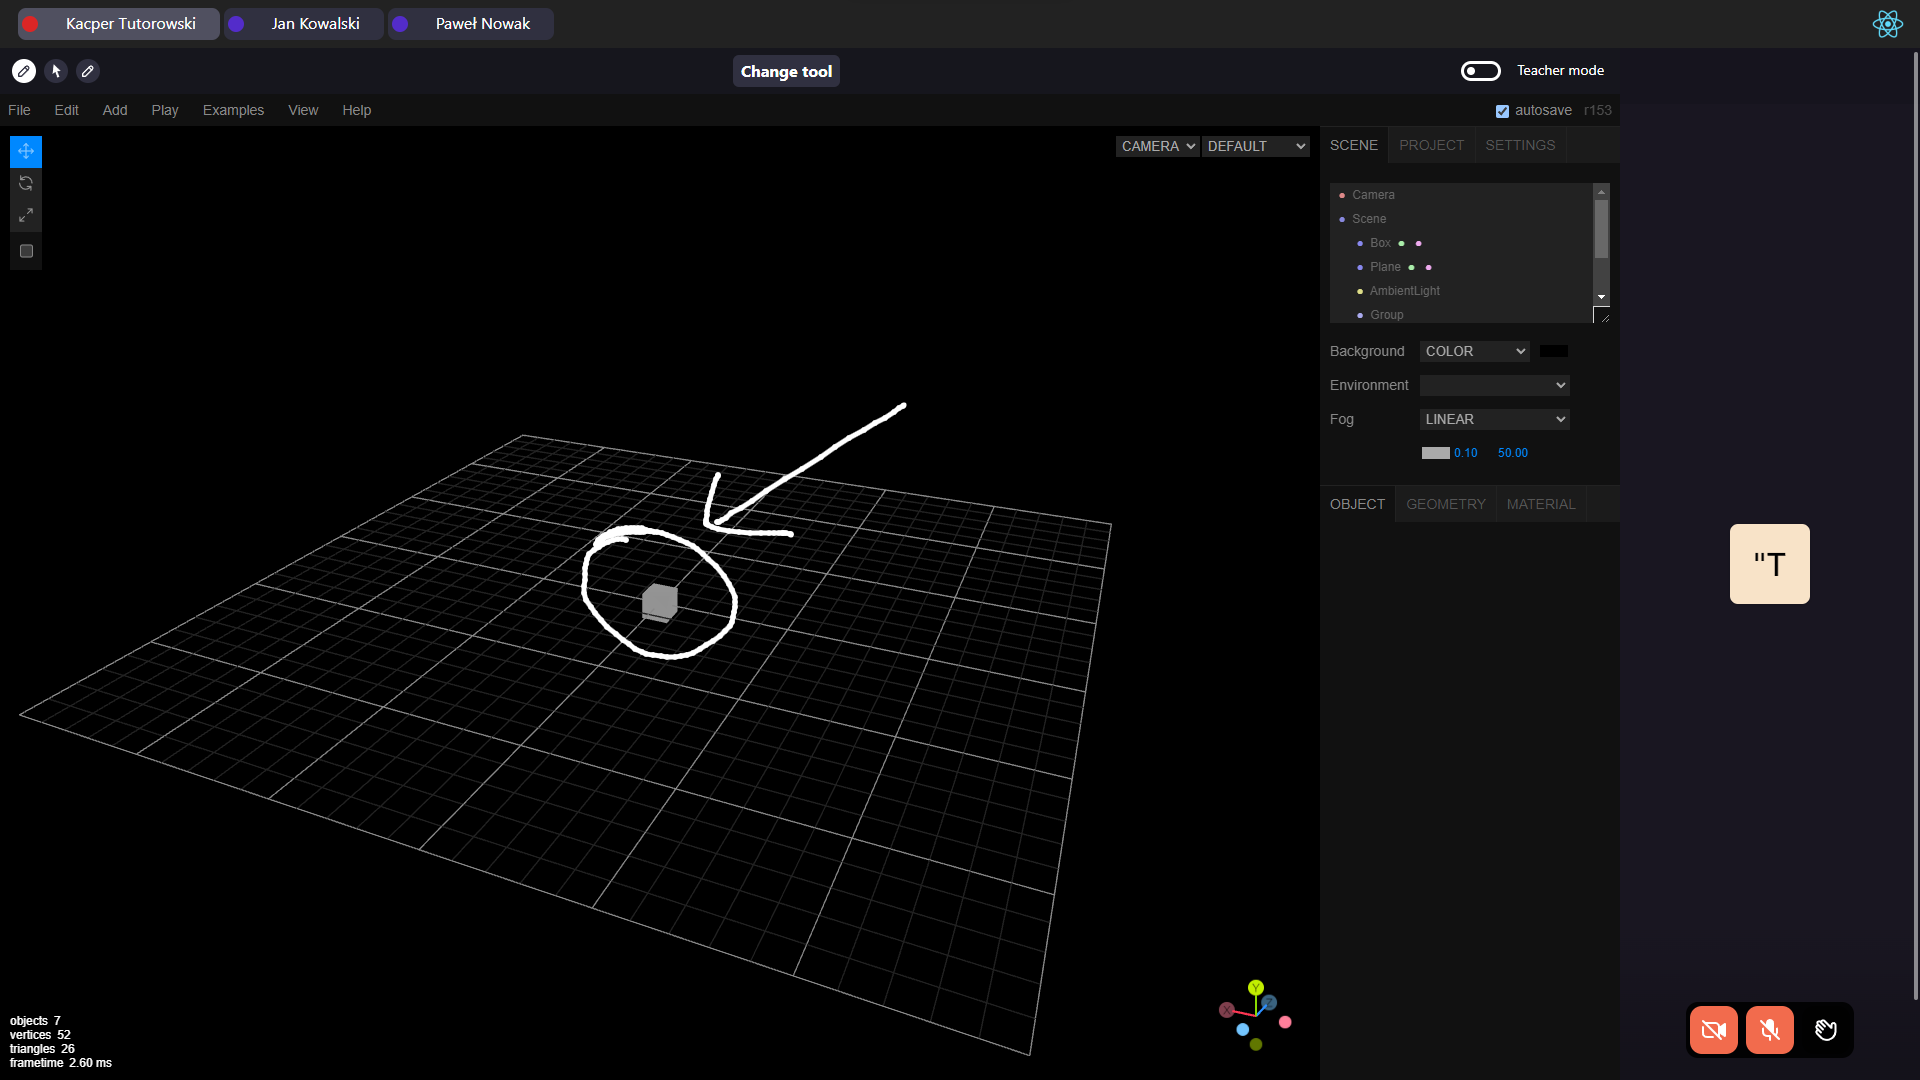 Kacper Tutorowski Jan Kowalski Paweł Nowak
Change tool Teacher mode
File Edit Add Play Examples View Help autosave r153
CAMERA DEFAULT
SCENE PROJECT SETTINGS
Camera
Scene
Box
Plane
AmbientLight
Group
Background COLOR
Environment
Fog LINEAR
0.10 50.00
OBJECT GEOMETRY MATERIAL
"T
Y
X Z
objects 7
vertices 52
triangles 26
frametime 2.60 ms